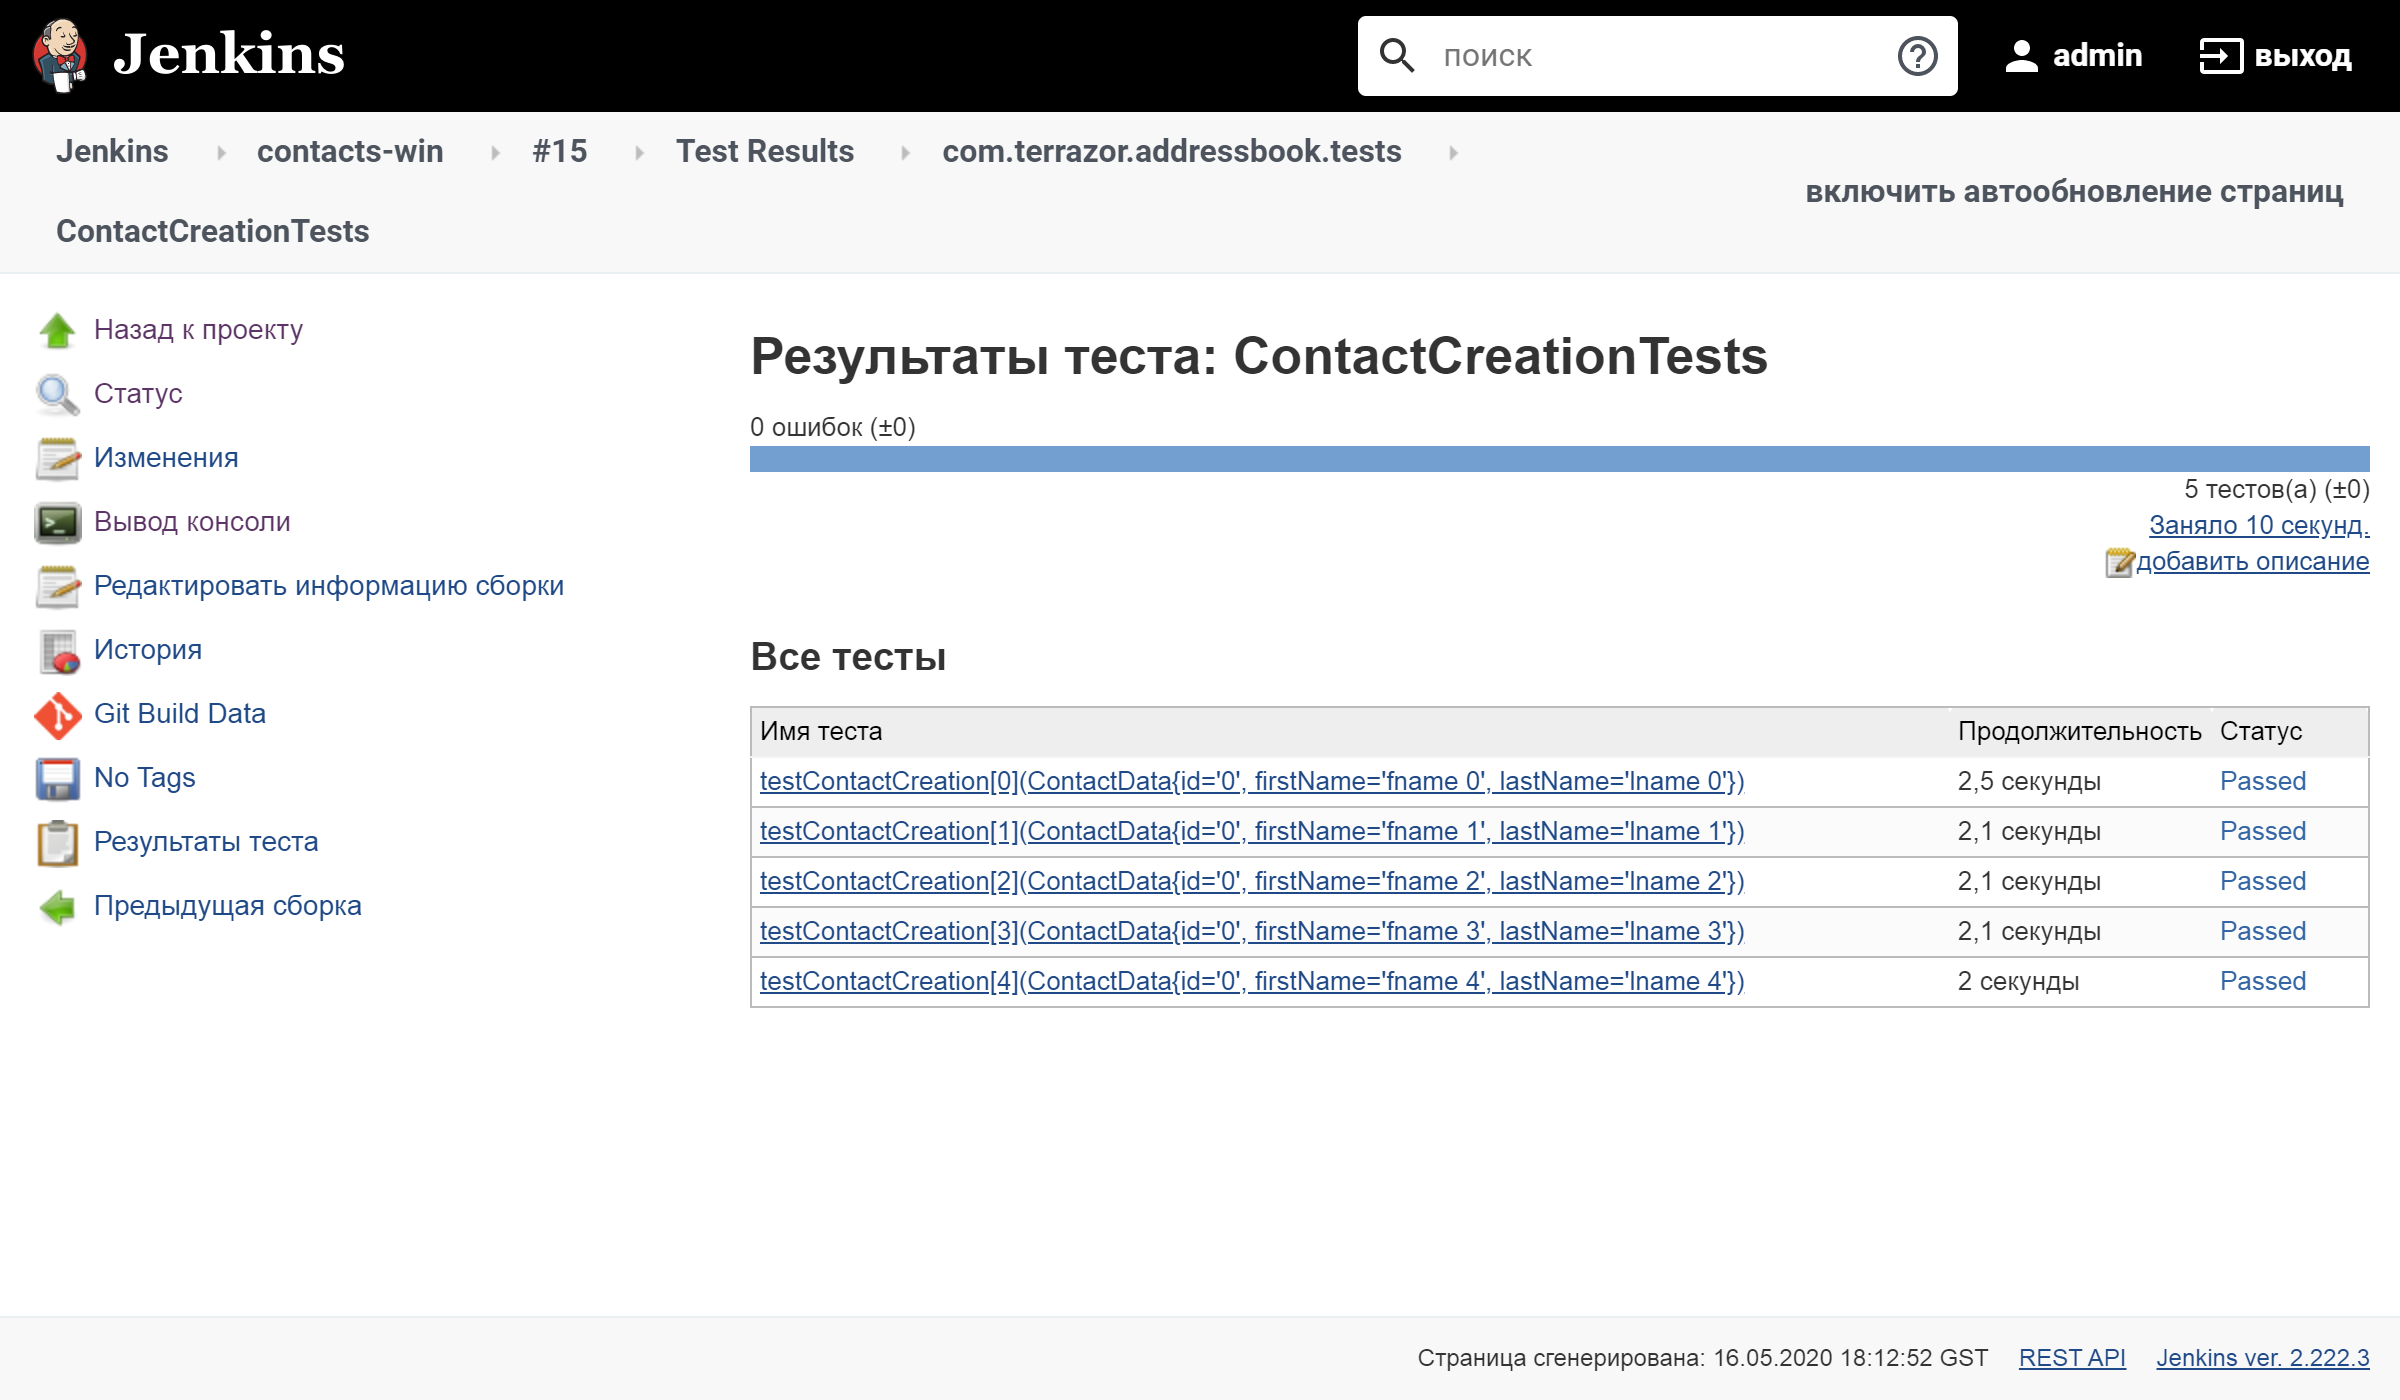 Jenkins
поиск
admin
выход
Jenkins contacts-win #15 Test Results com.terrazor.addressbook.tests
ContactCreationTests
включить автообновление страниц
Назад к проекту
Статус
Изменения
Вывод консоли
Редактировать информацию сборки
История
Git Build Data
No Tags
Результаты теста
Предыдущая сборка
Результаты теста: ContactCreationTests
0 ошибок (±0)
5 тестов(а) (±0)
Заняло 10 секунд.
добавить описание
Все тесты
Имя теста Продолжительность Статус
testContactCreation[0](ContactData{id='0', firstName='fname 0', lastName='lname 0'}) 2,5 секунды Passed
testContactCreation[1](ContactData{id='0', firstName='fname 1', lastName='lname 1'}) 2,1 секунды Passed
testContactCreation[2](ContactData{id='0', firstName='fname 2', lastName='lname 2'}) 2,1 секунды Passed
testContactCreation[3](ContactData{id='0', firstName='fname 3', lastName='lname 3'}) 2,1 секунды Passed
testContactCreation[4](ContactData{id='0', firstName='fname 4', lastName='lname 4'}) 2 секунды Passed
Страница сгенерирована: 16.05.2020 18:12:52 GST REST API Jenkins ver. 2.222.3